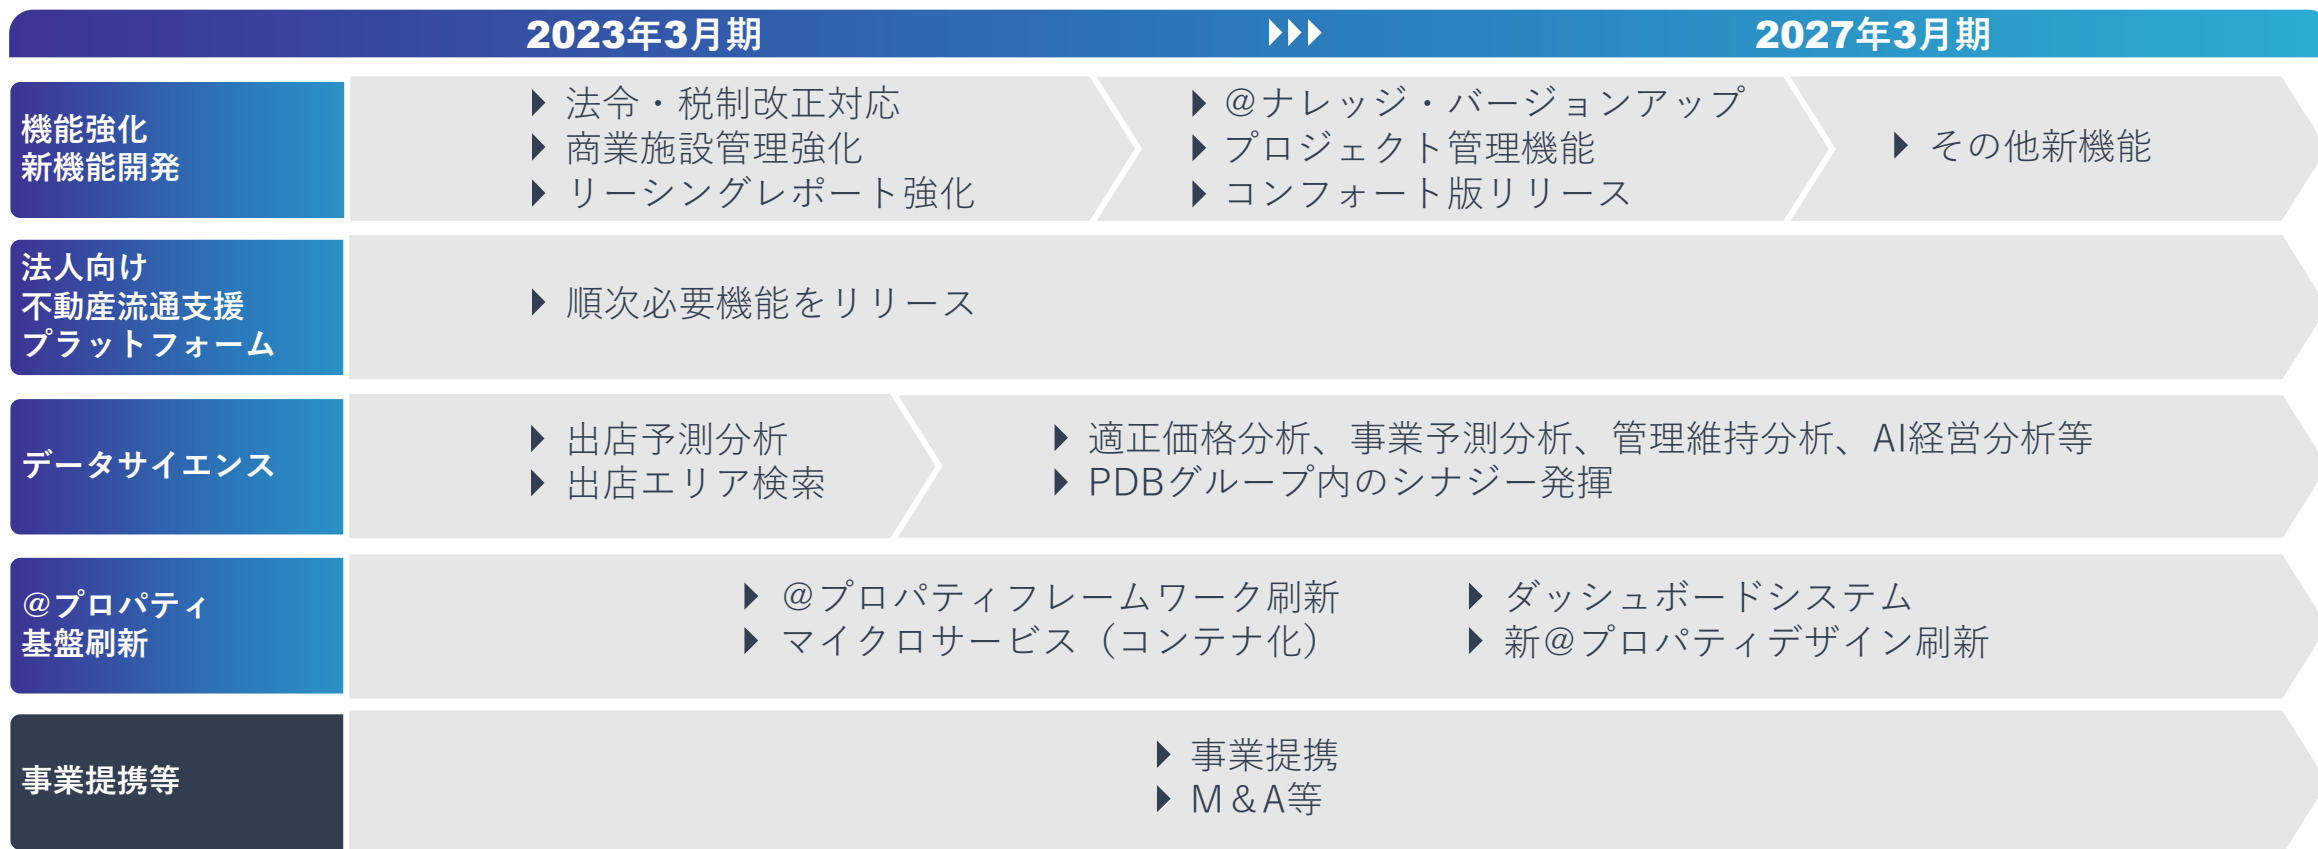 2023年3月期
2027年3月期
機能強化
新機能開発
法令・税制改正対応
商業施設管理強化
リーシングレポート強化
@ナレッジ・バージョンアップ
プロジェクト管理機能
コンフォート版リリース
その他新機能
法人向け
不動産流通支援
プラットフォーム
順次必要機能をリリース
データサイエンス
出店予測分析
出店エリア検索
適正価格分析、事業予測分析、管理維持分析、AI経営分析等
PDBグループ内のシナジー発揮
@プロパティ
基盤刷新
@プロパティフレームワーク刷新
マイクロサービス（コンテナ化）
ダッシュボードシステム
新@プロパティデザイン刷新
事業提携等
事業提携
M＆A等